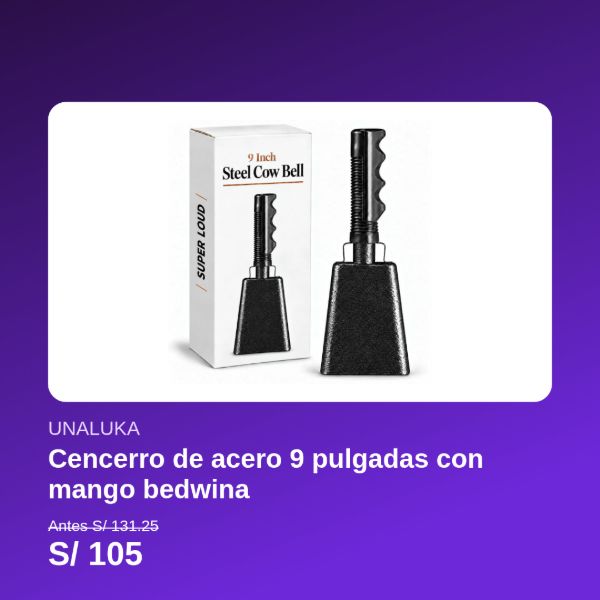 9 Inch
Steel Cow Bell
SUPER LOUD
UNALUKA
Cencerro de acero 9 pulgadas con
mango bedwina
Antes S/ 131.25
S/ 105